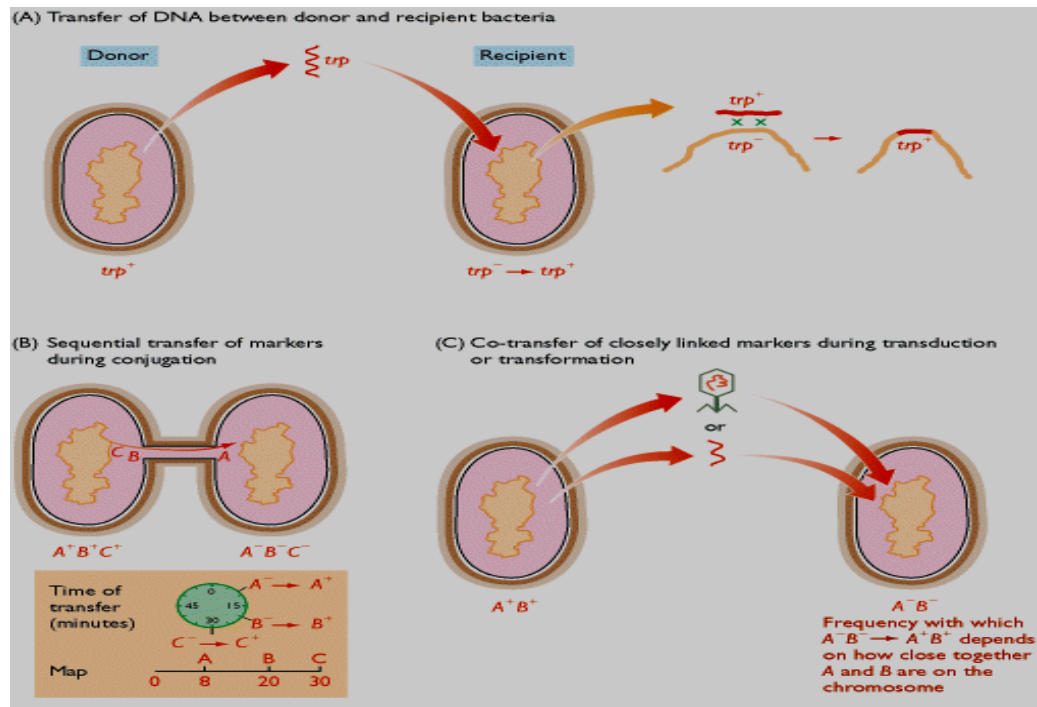 (A) Transfer of DNA between donor and recipient bacteria
Donor
trp
Recipient
trp⁺
trp⁻
trp⁺
trp⁺
trp⁻ → trp⁺
(B) Sequential transfer of markers
during conjugation
C B A
A⁺B⁺C⁺
A⁻B⁻C⁻
Time of
transfer
(minutes)
0
45 15
30
A⁻ → A⁺
B⁻ → B⁺
C⁻ → C⁺
Map
A B C
0 8 20 30
(C) Co-transfer of closely linked markers during transduction
or transformation
or
A⁺B⁺
A⁻B⁻
Frequency with which
A⁻B⁻ → A⁺B⁺ depends
on how close together
A and B are on the
chromosome